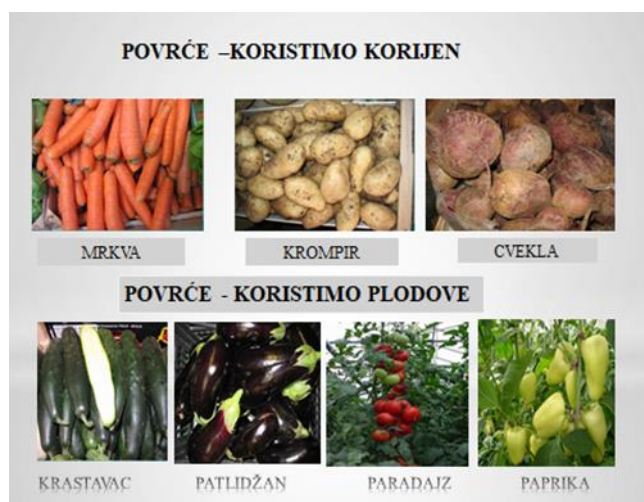 POVRĆE –KORISTIMO KORIJEN
MRKVA
KROMPIR
CVEKLA
POVRĆE - KORISTIMO PLODOVE
KRASTAVAC
PATLIDŽAN
PARADAJZ
PAPRIKA